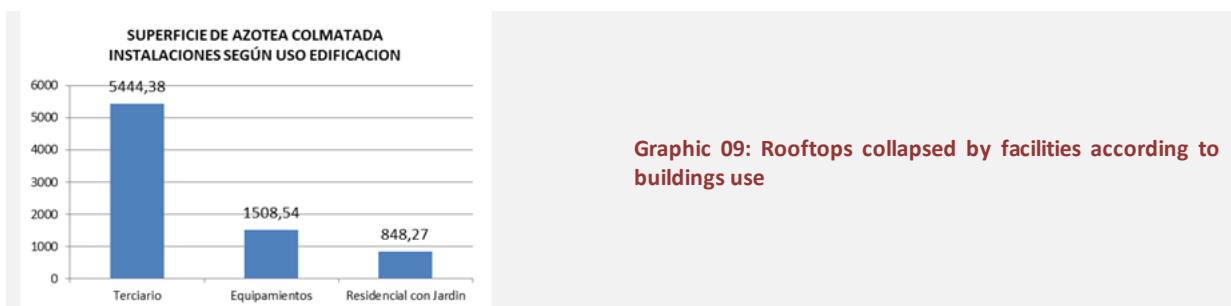 SUPERFICIE DE AZOTEA COLMATADA
INSTALACIONES SEGÚN USO EDIFICACION
6000
5000
4000
3000
2000
1000
0
5444,38
1508,54
848,27
Terciario
Equipamientos
Residencial con Jardin
Graphic 09: Rooftops collapsed by facilities according to
buildings use